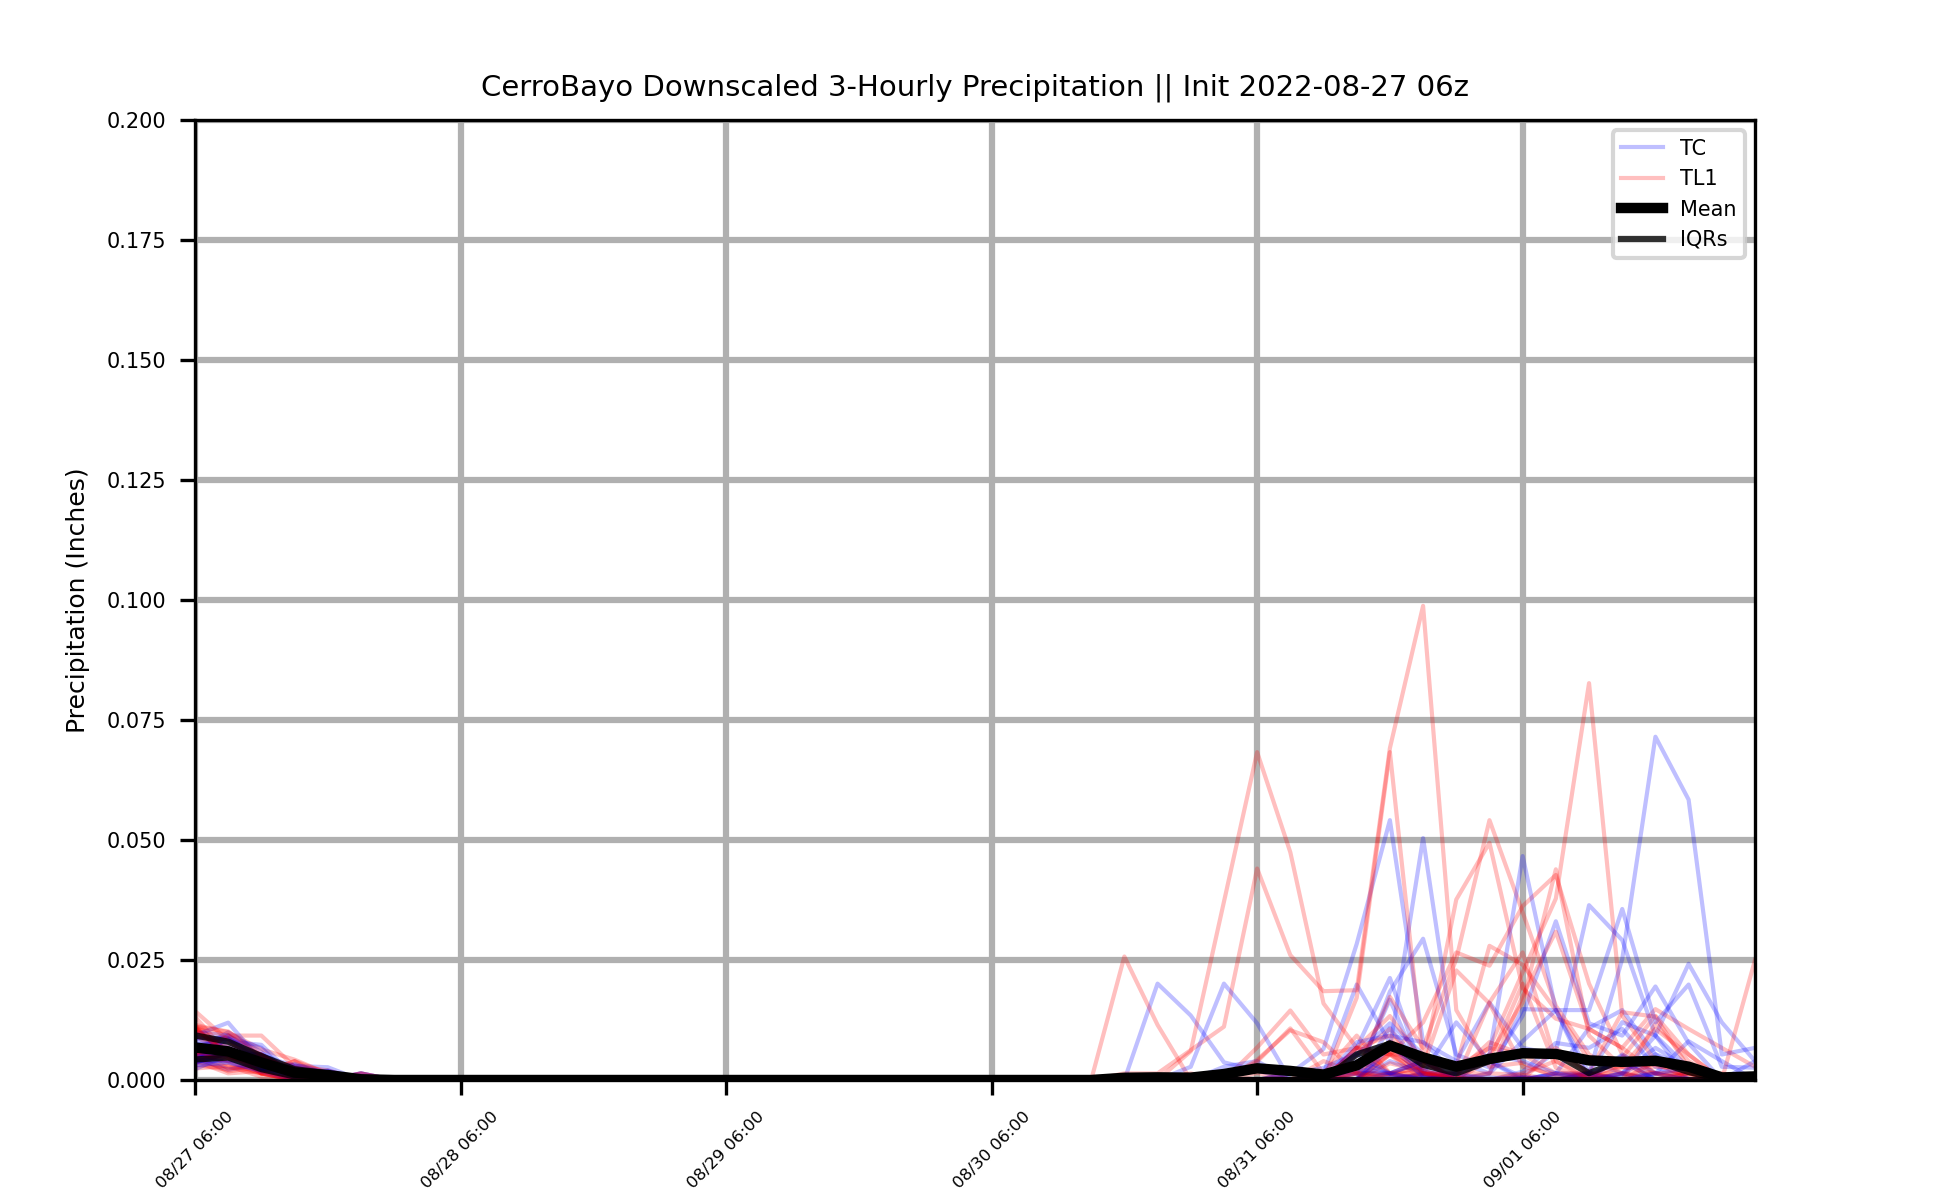 CerroBayo Downscaled 3-Hourly Precipitation || Init 2022-08-27 06z
0.200
0.175
0.150
0.125
0.100
0.075
0.050
0.025
0.000
Precipitation (Inches)
TC
TL1
Mean
IQRs
08/27 06:00
08/28 06:00
08/29 06:00
08/30 06:00
08/31 06:00
09/01 06:00